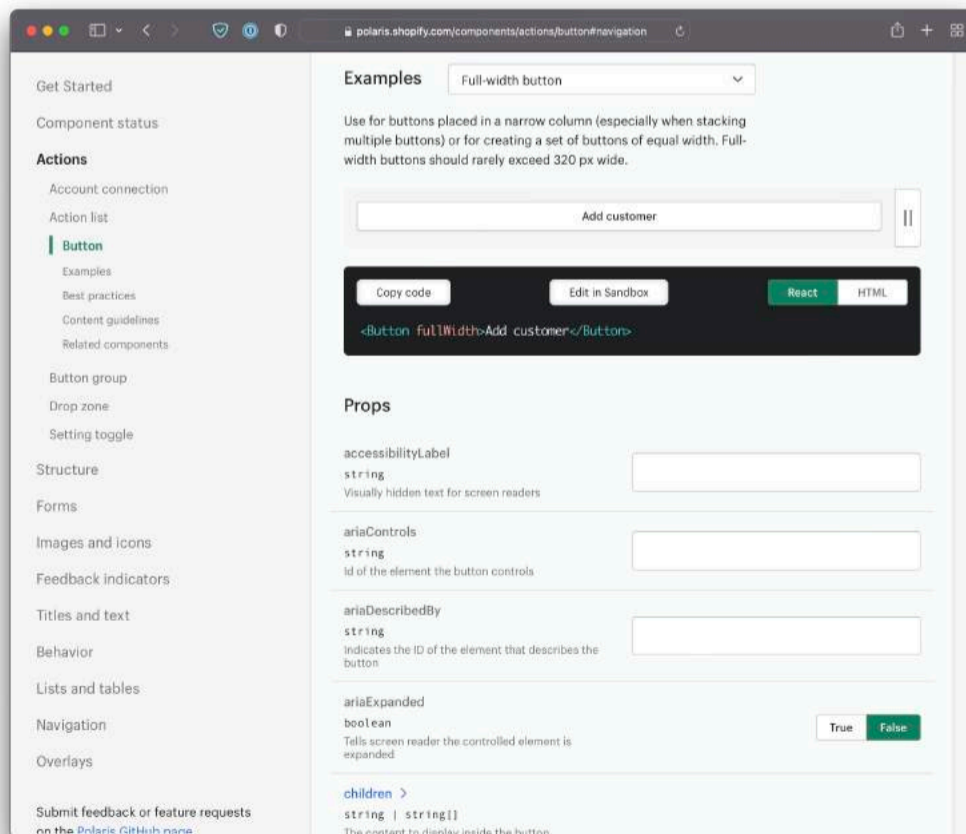 polaris.shopify.com/components/actions/button#navigation
Get Started
Component status
Actions
Account connection
Action list
Button
Examples
Best practices
Content guidelines
Related components
Button group
Drop zone
Setting toggle
Structure
Forms
Images and icons
Feedback indicators
Titles and text
Behavior
Lists and tables
Navigation
Overlays
Submit feedback or feature requests
on the Polaris GitHub page
Examples
Full-width button
Use for buttons placed in a narrow column (especially when stacking
multiple buttons) or for creating a set of buttons of equal width. Full-
width buttons should rarely exceed 320 px wide.
Add customer
Copy code
Edit in Sandbox
React
HTML
<Button fullWidth>Add customer</Button>
Props
accessibilityLabel
string
Visually hidden text for screen readers
ariaControls
string
Id of the element the button controls
ariaDescribedBy
string
Indicates the ID of the element that describes the
button
ariaExpanded
boolean
Tells screen reader the controlled element is
expanded
True
False
children >
string | string[]
The content to display inside the button